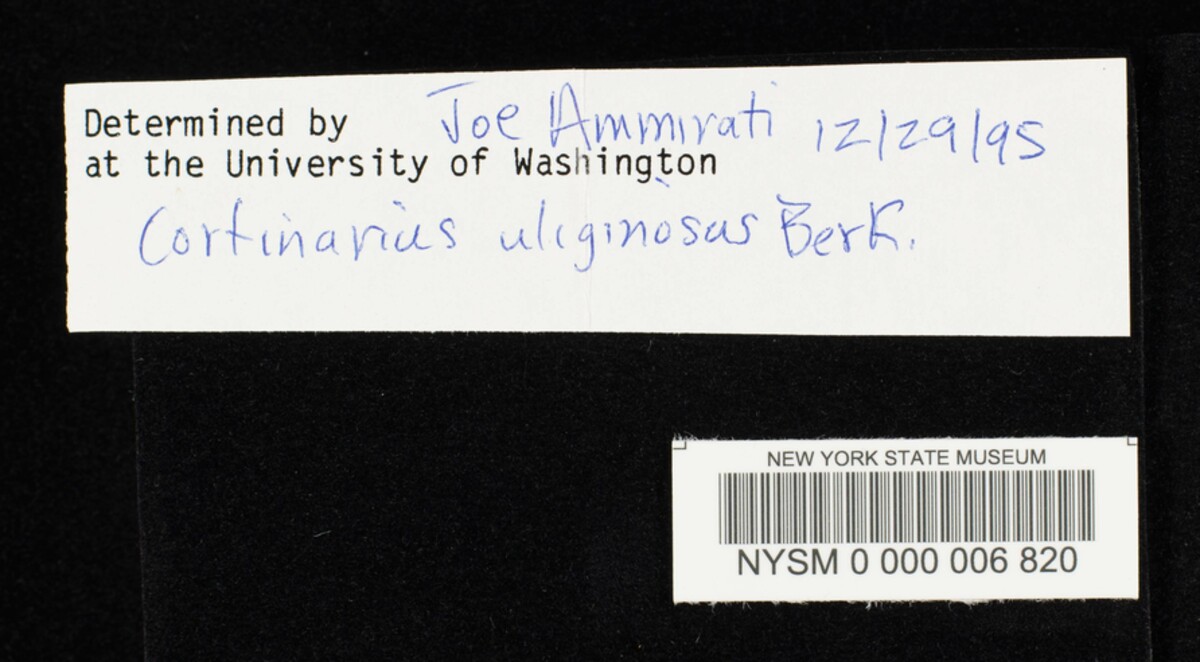 Determined by Joe Ammirati 12/29/95
at the University of Washington
Cortinarius uliginosus Berk.
NEW YORK STATE MUSEUM
NYSM 0 000 006 820